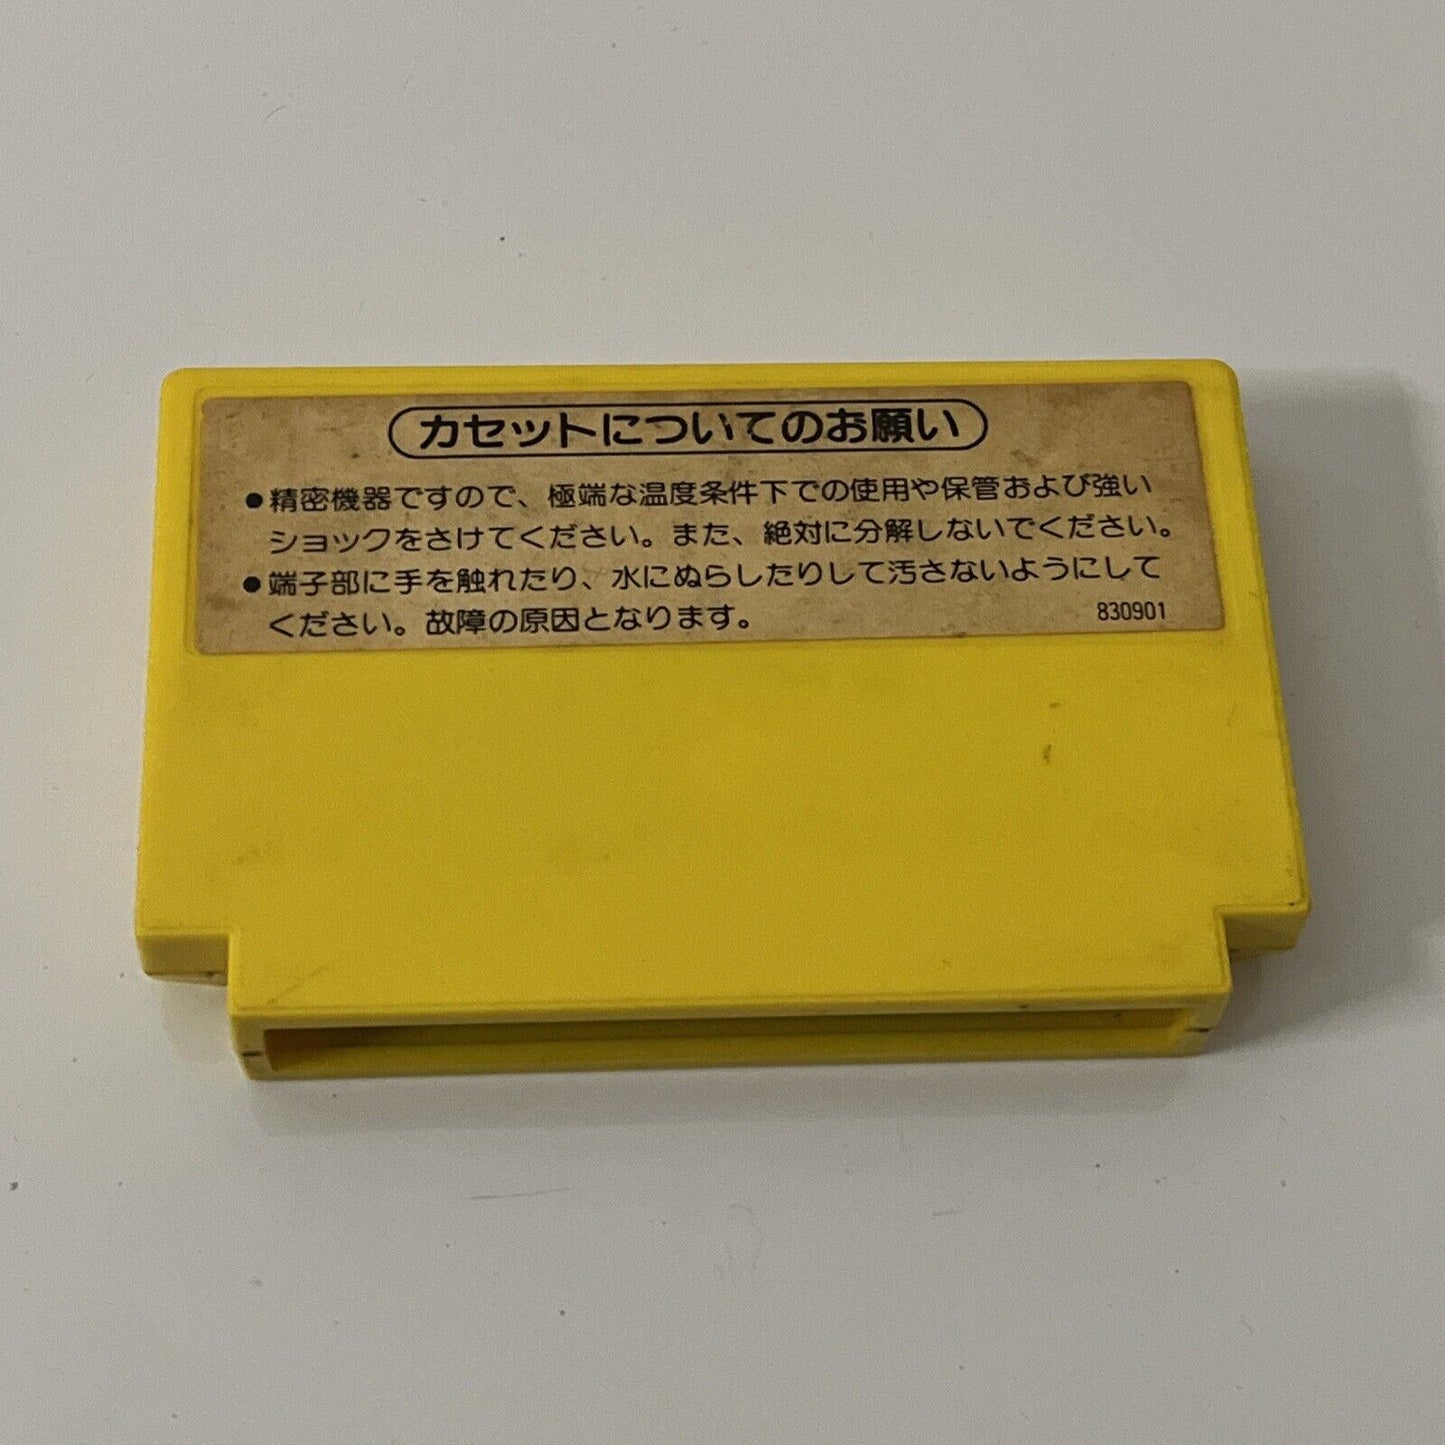 カセットについてのお願い
●精密機器ですので、極端な温度条件下での使用や保管および強い
ショックをさけてください。また、絶対に分解しないでください。
●端子部に手を触れたり、水にぬらしたりして汚さないようにして
ください。故障の原因となります。 830901